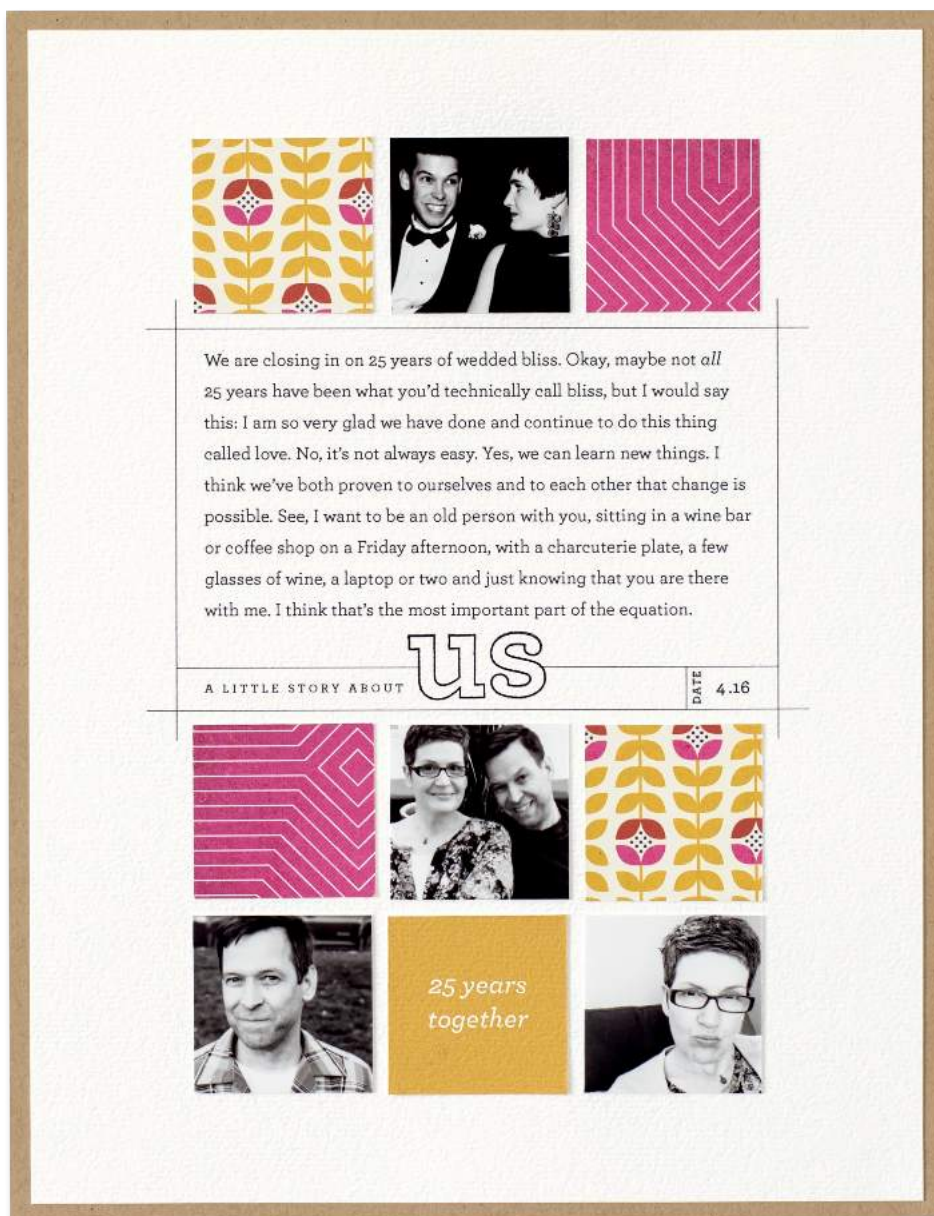 We are closing in on 25 years of wedded bliss. Okay, maybe not all
25 years have been what you'd technically call bliss, but I would say
this: I am so very glad we have done and continue to do this thing
called love. No, it's not always easy. Yes, we can learn new things. I
think we've both proven to ourselves and to each other that change is
possible. See, I want to be an old person with you, sitting in a wine bar
or coffee shop on a Friday afternoon, with a charcuterie plate, a few
glasses of wine, a laptop or two and just knowing that you are there
with me. I think that's the most important part of the equation.
A LITTLE STORY ABOUT us
DATE 4.16
25 years
together